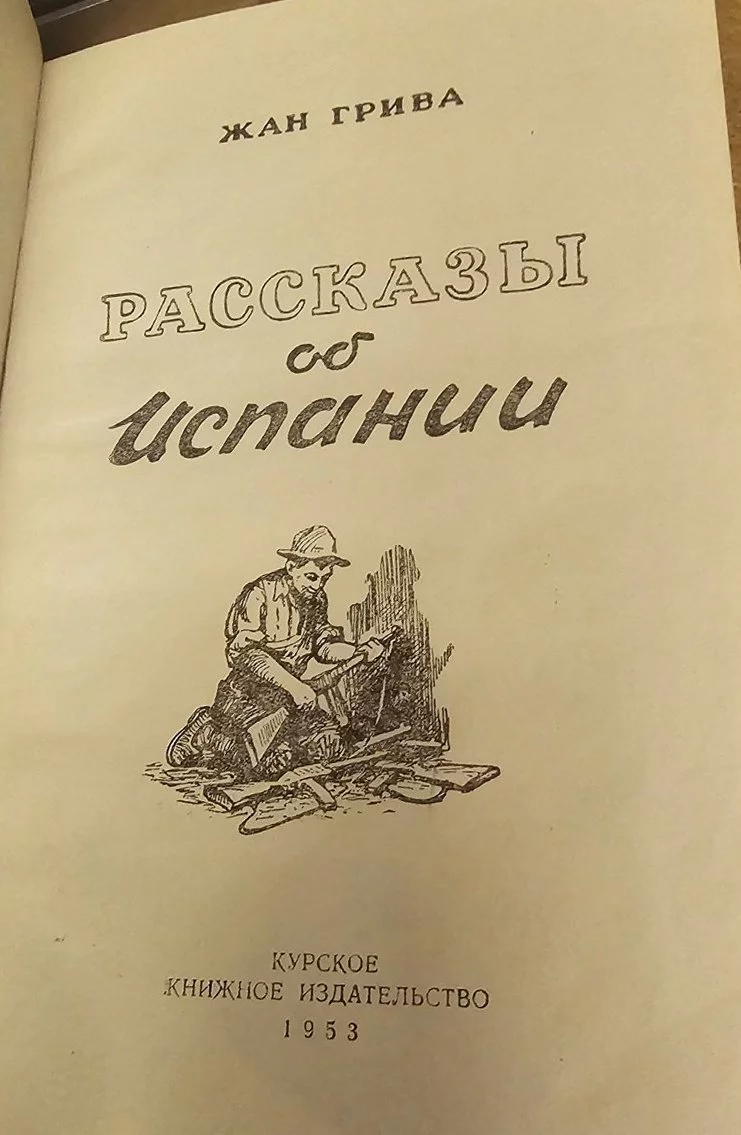 ЖАН ГРИВА
РАССКАЗЫ
об
Испании
КУРСКОЕ
КНИЖНОЕ ИЗДАТЕЛЬСТВО
1953